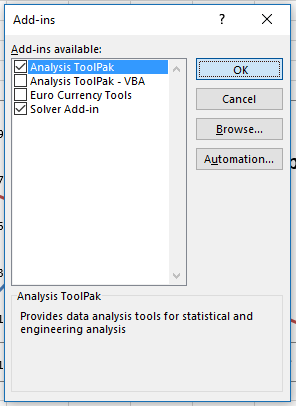 Add-ins
?
Add-ins available:
Analysis ToolPak
Analysis ToolPak - VBA
Euro Currency Tools
Solver Add-in
OK
Cancel
Browse...
Automation...
Analysis ToolPak
Provides data analysis tools for statistical and
engineering analysis